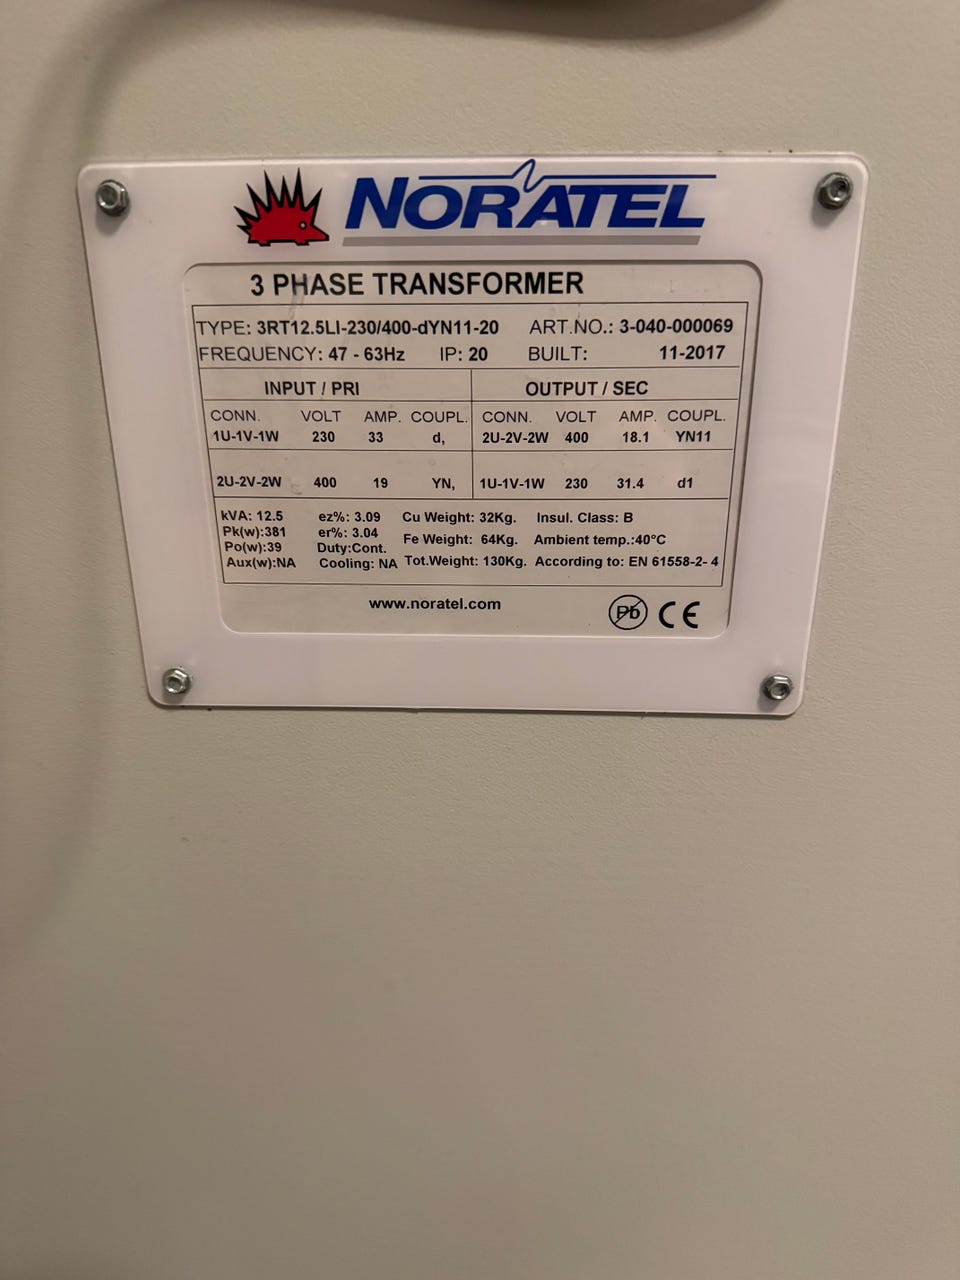 NORATEL
3 PHASE TRANSFORMER
TYPE: 3RT12.5LI-230/400-dYN11-20 ART.NO.: 3-040-000069
FREQUENCY: 47 - 63Hz IP: 20 BUILT: 11-2017
INPUT / PRI OUTPUT / SEC
CONN. VOLT AMP. COUPL. CONN. VOLT AMP. COUPL.
1U-1V-1W 230 33 d, 2U-2V-2W 400 18.1 YN11
2U-2V-2W 400 19 YN, 1U-1V-1W 230 31.4 d1
kVA: 12.5 ez%: 3.09 Cu Weight: 32Kg. Insul. Class: B
Pk(w):381 er%: 3.04 Fe Weight: 64Kg. Ambient temp.:40°C
Po(w):39 Duty:Cont.
Aux(w):NA Cooling: NA Tot.Weight: 130Kg. According to: EN 61558-2- 4
www.noratel.com Pb CE